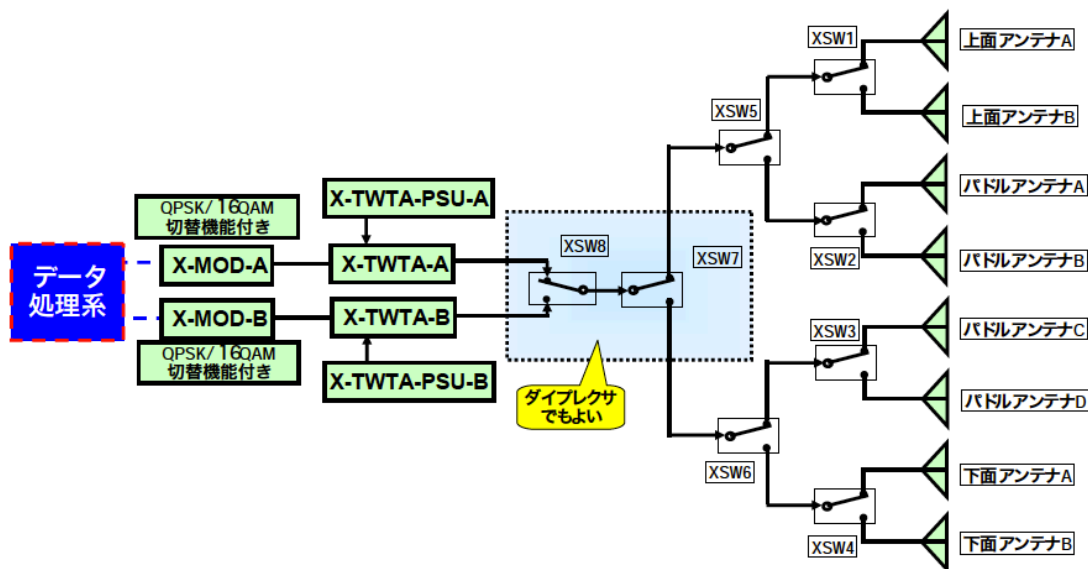 XSW1
上面アンテナA
上面アンテナB
XSW5
パドルアンテナA
XSW2
パドルアンテナB
X-TWTA-PSU-A
QPSK/16QAM
切替機能付き
データ
処理系
X-MOD-A
X-TWTA-A
XSW8
XSW7
X-MOD-B
X-TWTA-B
QPSK/16QAM
切替機能付き
X-TWTA-PSU-B
ダイプレクサ
でもよい
XSW3
パドルアンテナC
パドルアンテナD
XSW6
下面アンテナA
XSW4
下面アンテナB